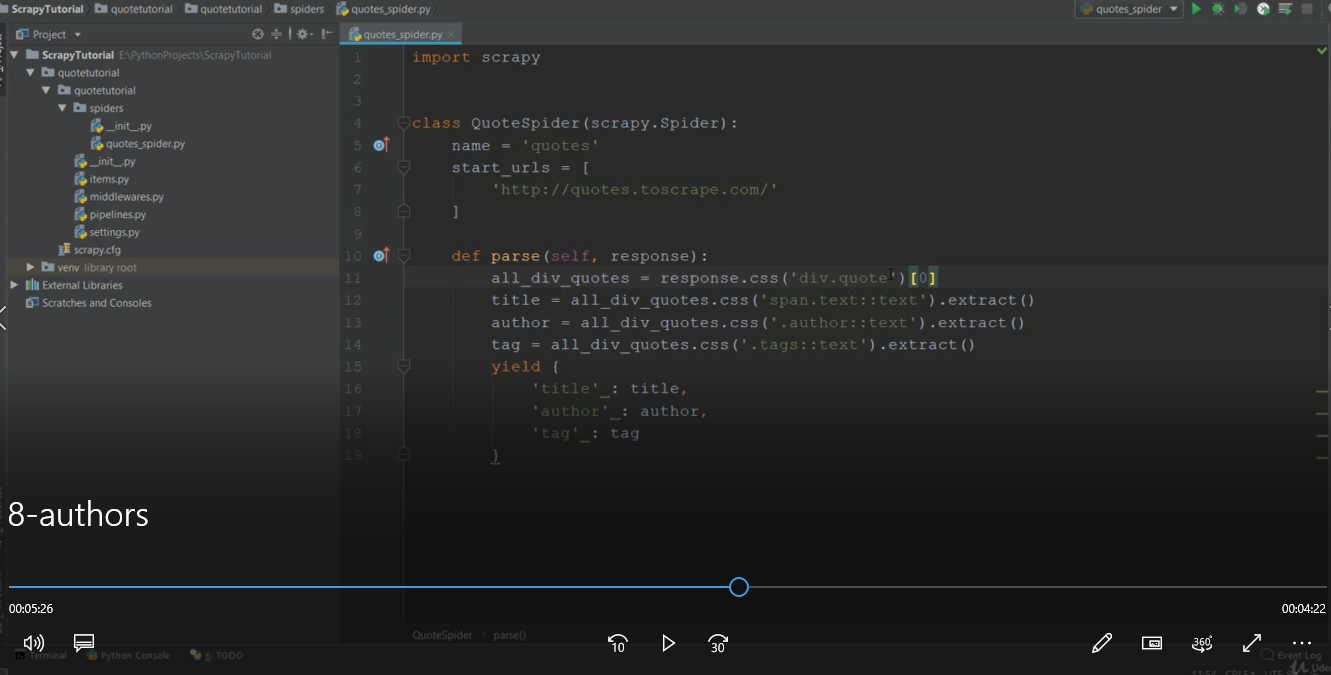 ScrapyTutorial quotetutorial quotetutorial spiders quotes_spider.py
quotes_spider
Project
quotes_spider.py
ScrapyTutorial E:\PythonProjects\ScrapyTutorial
quotetutorial
quotetutorial
spiders
__init__.py
quotes_spider.py
__init__.py
items.py
middlewares.py
pipelines.py
settings.py
scrapy.cfg
venv library root
External Libraries
Scratches and Consoles
1 import scrapy
2
3
4 class QuoteSpider(scrapy.Spider):
5 name = 'quotes'
6 start_urls = [
7 'http://quotes.toscrape.com/'
8 ]
9
10 def parse(self, response):
11 all_div_quotes = response.css('div.quote')[0]
12 title = all_div_quotes.css('span.text::text').extract()
13 author = all_div_quotes.css('.author::text').extract()
14 tag = all_div_quotes.css('.tags::text').extract()
15 yield {
16 'title' : title,
17 'author' : author,
18 'tag' : tag
19 }
8-authors
00:05:26 00:04:22
QuoteSpider parse()
10 30 360
Terminal Python Console 6: TODO Event Log